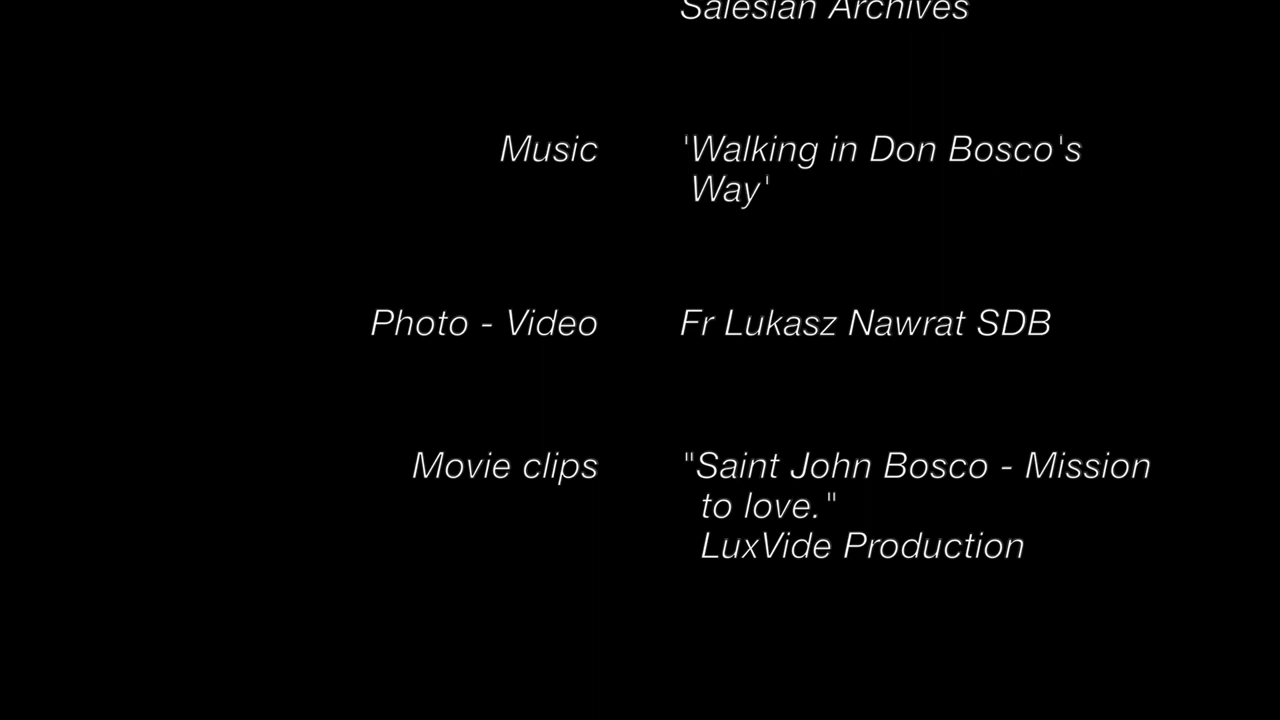 Salesian Archives
Music 'Walking in Don Bosco's
Way'
Photo - Video Fr Lukasz Nawrat SDB
Movie clips "Saint John Bosco - Mission
to love."
LuxVide Production